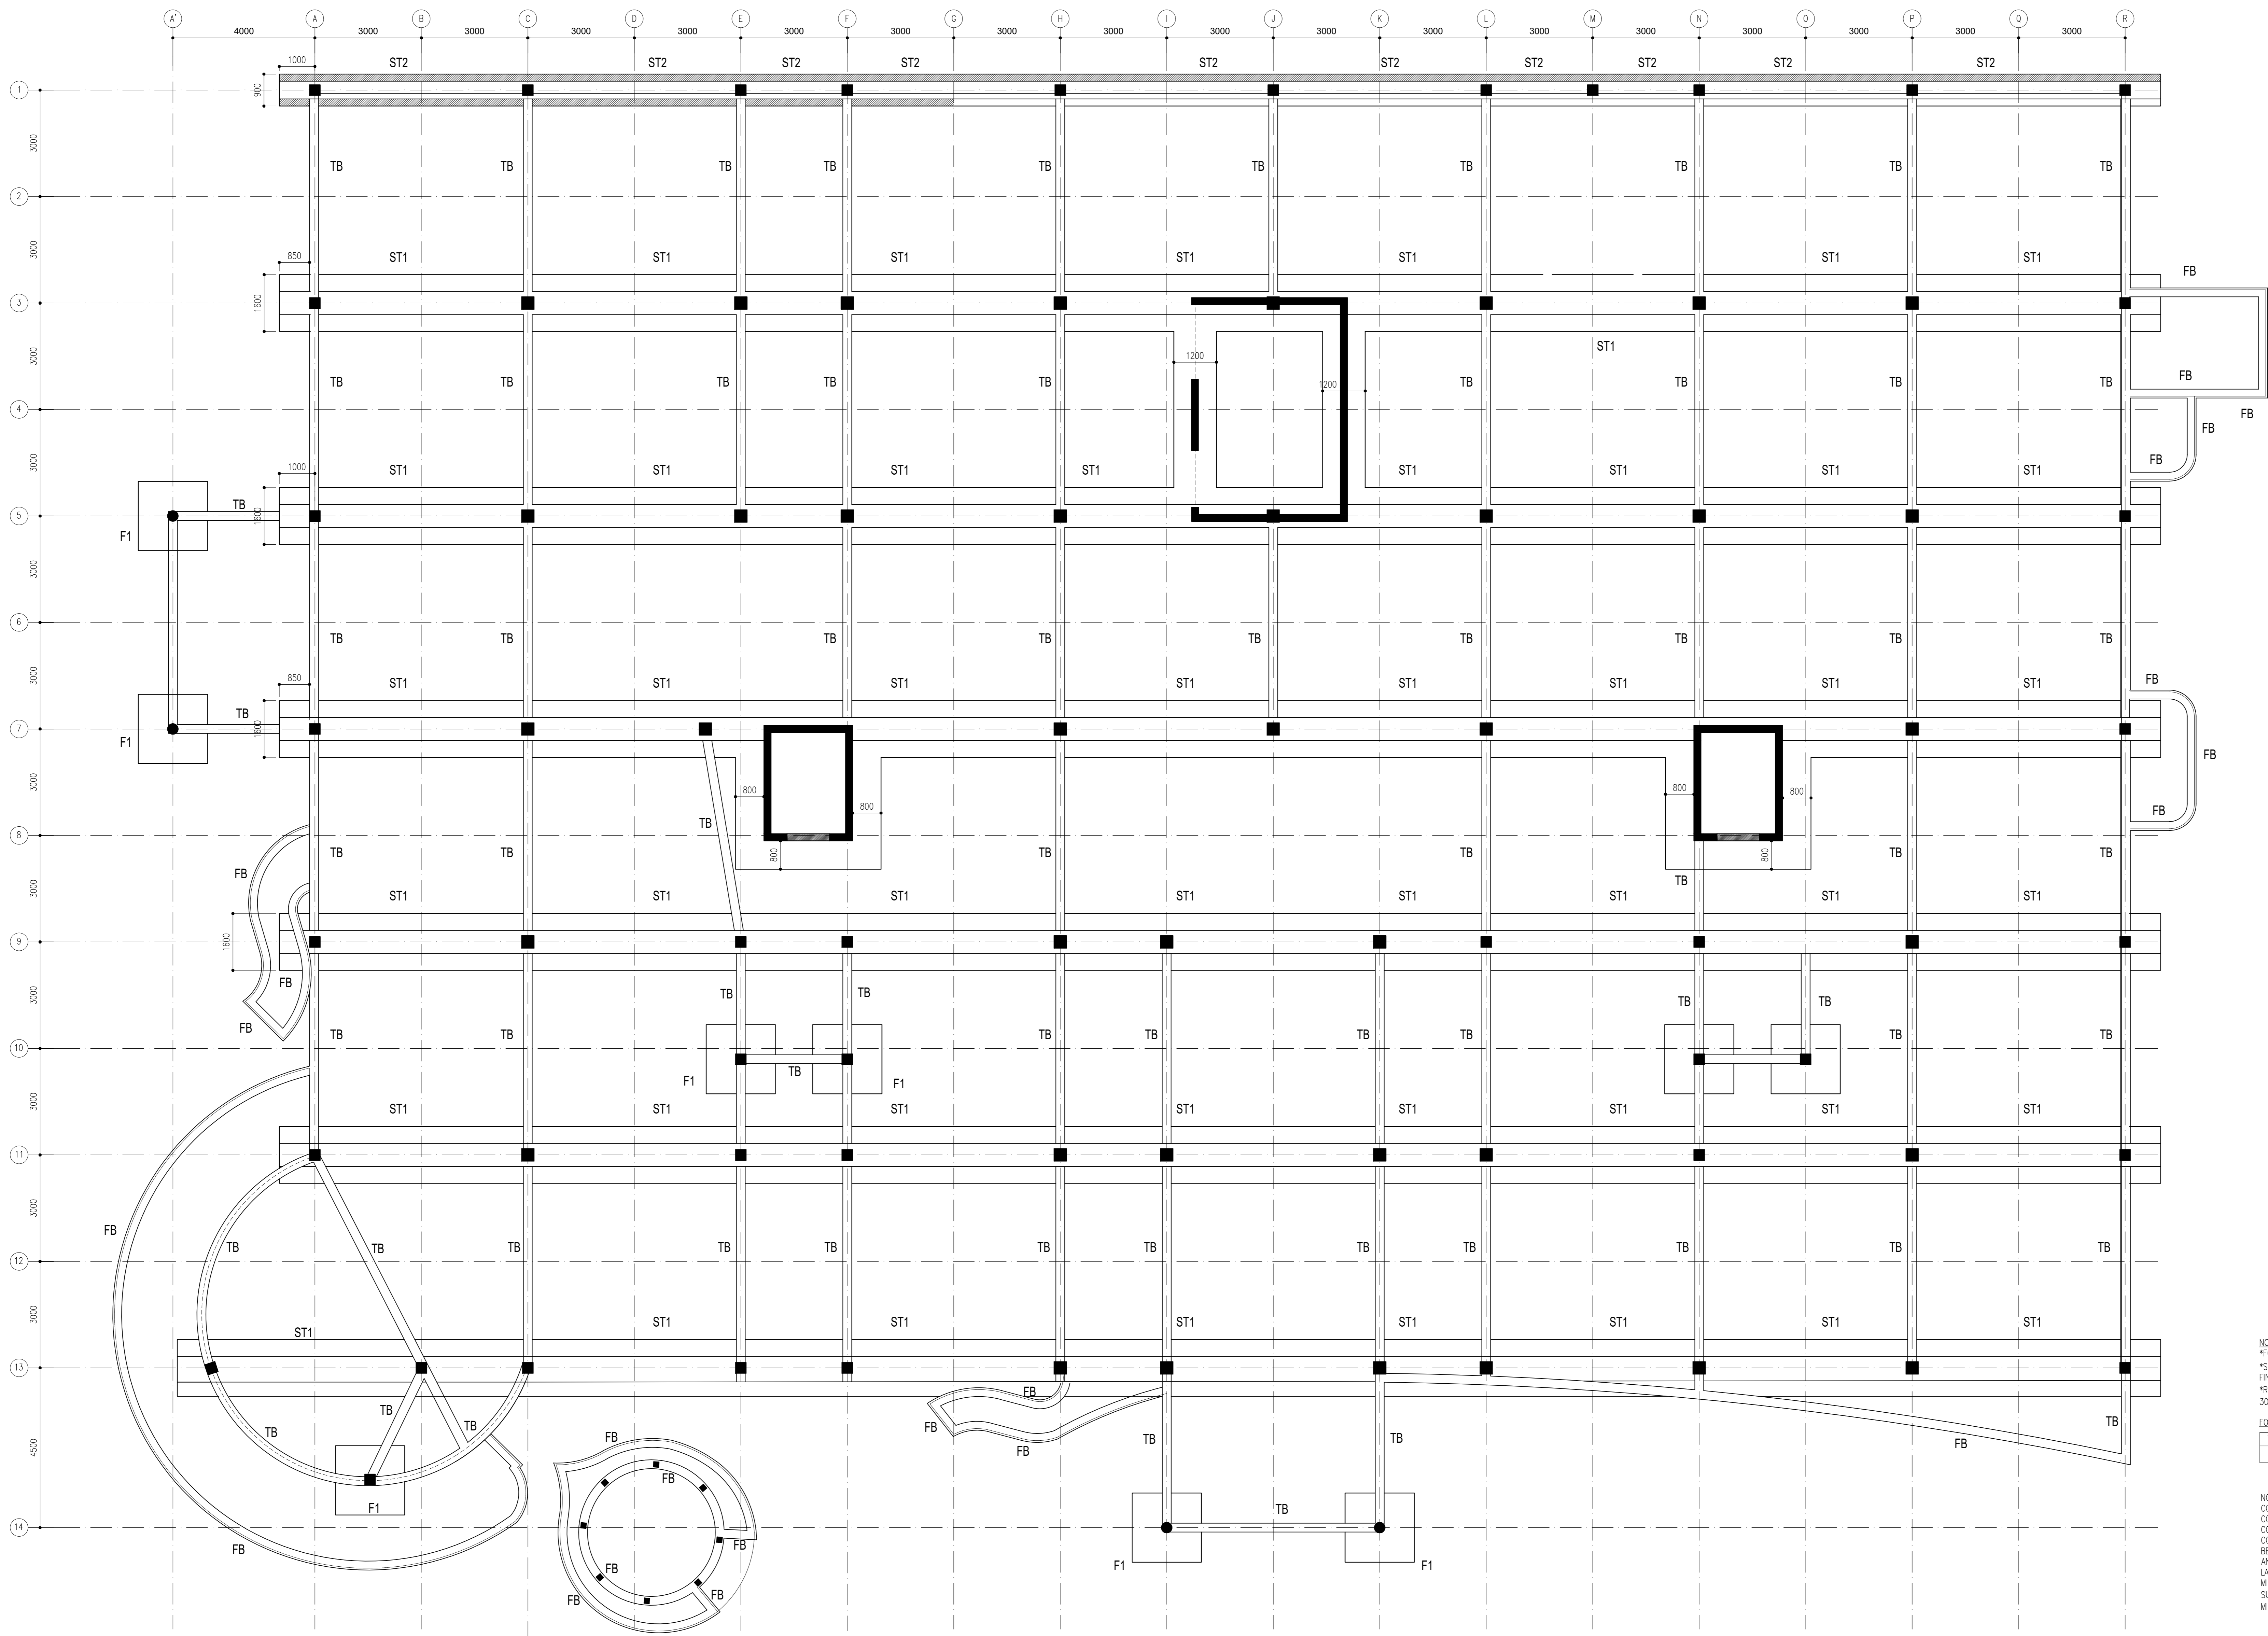 A' A B C D E F G H I J K L M N O P Q R
4000 3000 3000 3000 3000 3000 3000 3000 3000 3000 3000 3000 3000 3000 3000 3000 3000 3000
1000 ST2 ST2 ST2 ST2 ST2 ST2 ST2 ST2 ST2 ST2
1 900
3000
TB TB TB TB TB TB TB TB TB TB
2
3000
850 ST1 ST1 ST1 ST1 ST1 ST1 ST1
FB
3 1600
3000
ST1
1200
FB
TB TB TB TB TB TB TB TB TB
1200
4
FB
FB
3000
FB
1000 ST1 ST1 ST1 ST1 ST1 ST1 ST1 ST1
TB
5 1600
F1
3000
6
TB TB TB TB TB TB TB TB TB
3000
850 ST1 ST1 ST1 ST1 ST1 ST1 ST1 ST1
FB
TB
7 1600
F1
FB
3000
800 800 800 800
FB
TB
8
TB TB TB TB TB TB
800 800
FB
TB
3000
ST1 ST1 ST1 ST1 ST1 ST1 ST1 ST1
9 1600
FB
3000
TB TB TB TB
FB
TB TB TB TB TB TB TB TB
10
TB
F1 F1
3000
ST1 ST1 ST1 ST1 ST1 ST1 ST1 ST1
11
3000
FB
TB TB TB TB TB TB TB TB TB TB TB TB
12
3000
ST1 ST1 ST1 ST1 ST1 ST1 ST1 ST1
13
FB
TB TB
FB
TB
TB
FB
TB TB
FB
FB
4500
FB
F1
TB
14
FB
FB
FB
F1 F1
FB
FB
FB